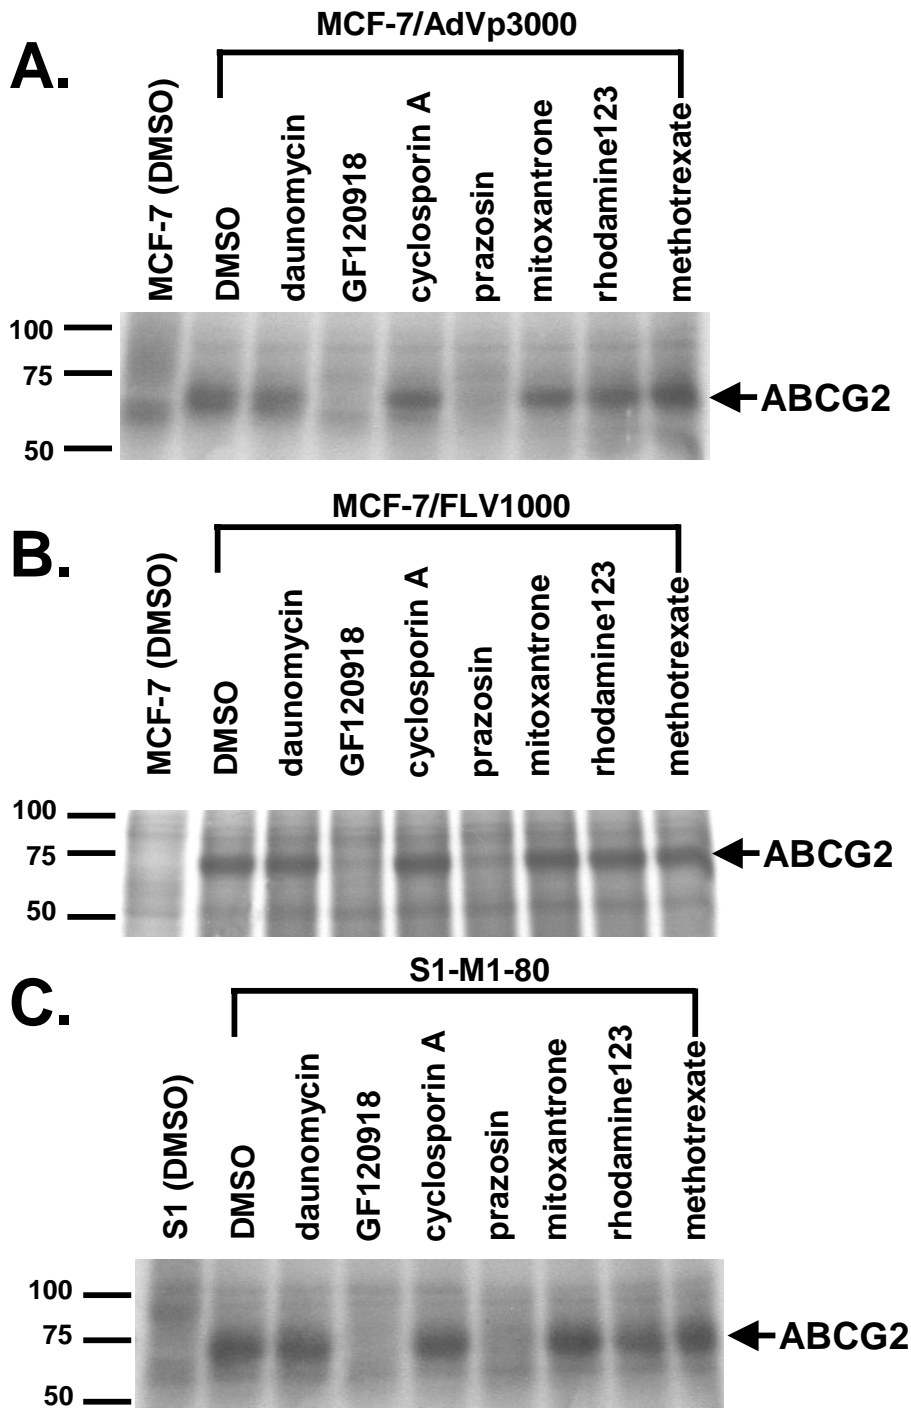 A.
MCF-7/AdVp3000
MCF-7 (DMSO)
DMSO
daunomycin
GF120918
cyclosporin A
prazosin
mitoxantrone
rhodamine123
methotrexate
100
75
50
ABCG2
B.
MCF-7/FLV1000
MCF-7 (DMSO)
DMSO
daunomycin
GF120918
cyclosporin A
prazosin
mitoxantrone
rhodamine123
methotrexate
100
75
50
ABCG2
C.
S1-M1-80
S1 (DMSO)
DMSO
daunomycin
GF120918
cyclosporin A
prazosin
mitoxantrone
rhodamine123
methotrexate
100
75
50
ABCG2